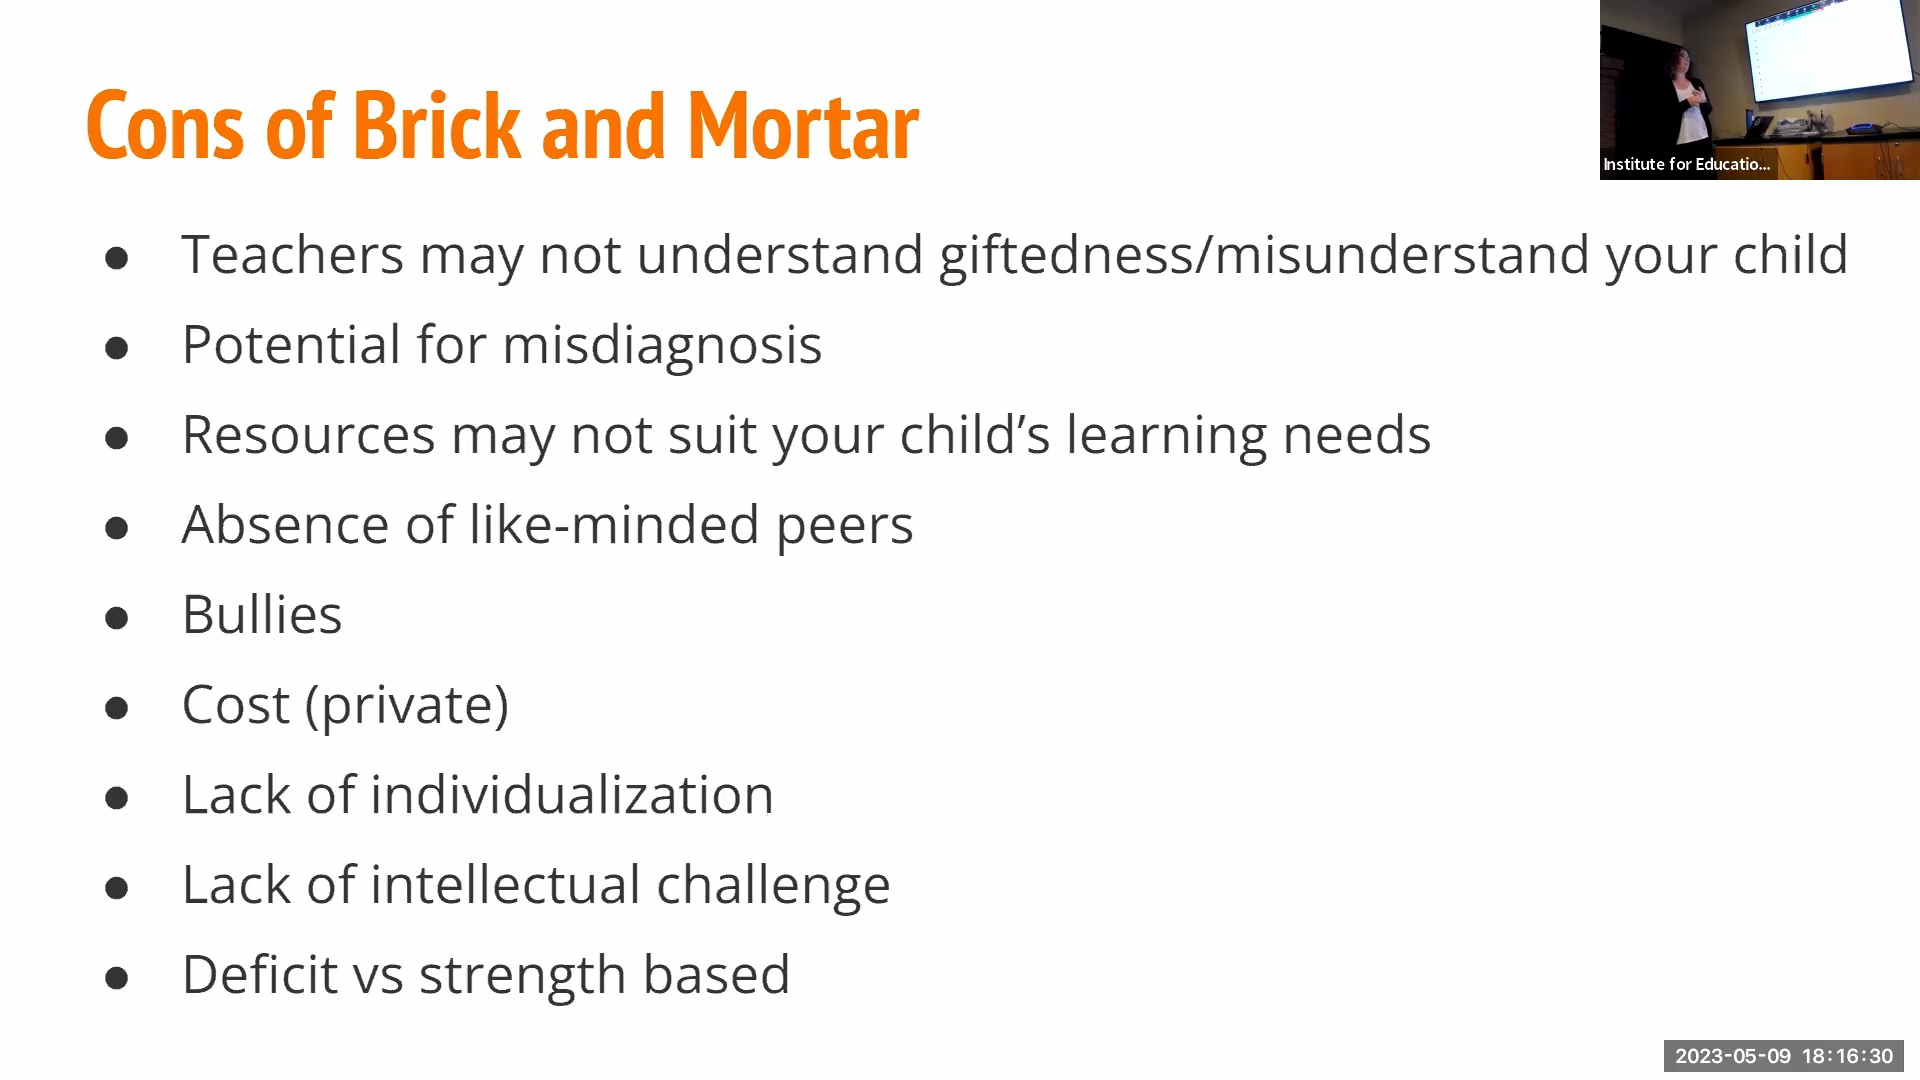 Cons of Brick and Mortar
Institute for Educatio...
● Teachers may not understand giftedness/misunderstand your child
● Potential for misdiagnosis
● Resources may not suit your child’s learning needs
● Absence of like-minded peers
● Bullies
● Cost (private)
● Lack of individualization
● Lack of intellectual challenge
● Deficit vs strength based
2023-05-09 18:16:30